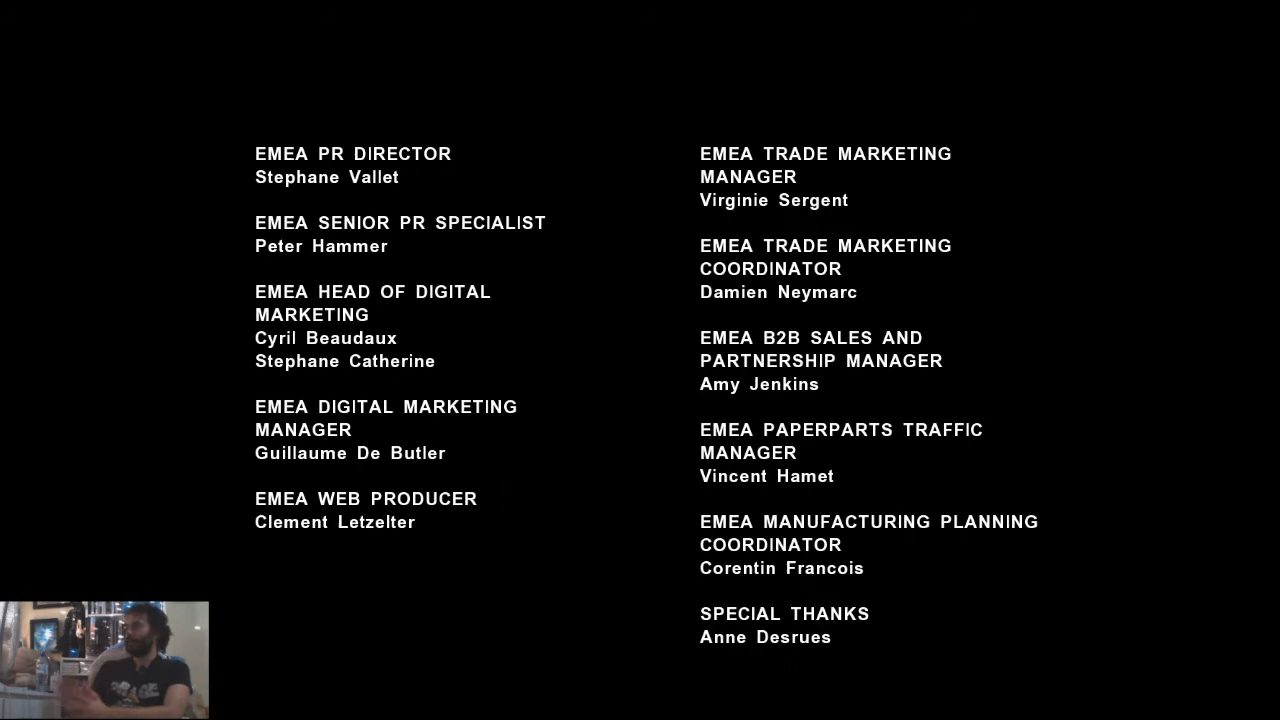 EMEA PR DIRECTOR
Stephane Vallet
EMEA SENIOR PR SPECIALIST
Peter Hammer
EMEA HEAD OF DIGITAL
MARKETING
Cyril Beaudaux
Stephane Catherine
EMEA DIGITAL MARKETING
MANAGER
Guillaume De Butler
EMEA WEB PRODUCER
Clement Letzelter
EMEA TRADE MARKETING
MANAGER
Virginie Sergent
EMEA TRADE MARKETING
COORDINATOR
Damien Neymarc
EMEA B2B SALES AND
PARTNERSHIP MANAGER
Amy Jenkins
EMEA PAPERPARTS TRAFFIC
MANAGER
Vincent Hamet
EMEA MANUFACTURING PLANNING
COORDINATOR
Corentin Francois
SPECIAL THANKS
Anne Desrues